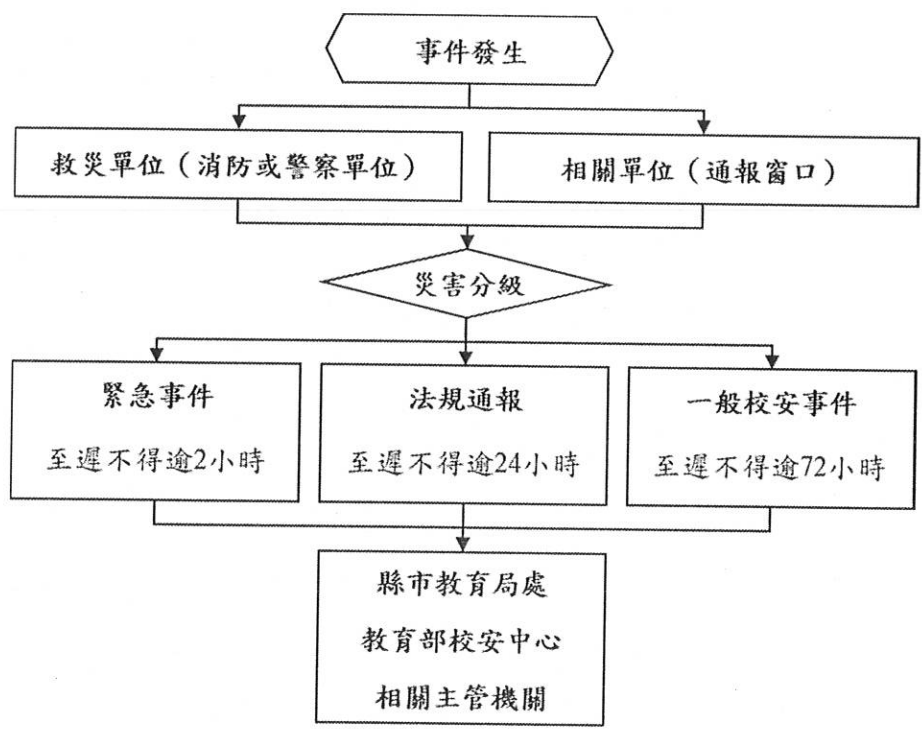 事件發生
救災單位（消防或警察單位）
相關單位（通報窗口）
災害分級
緊急事件
至遲不得逾2小時
法規通報
至遲不得逾24小時
一般校安事件
至遲不得逾72小時
縣市教育局處
教育部校安中心
相關主管機關